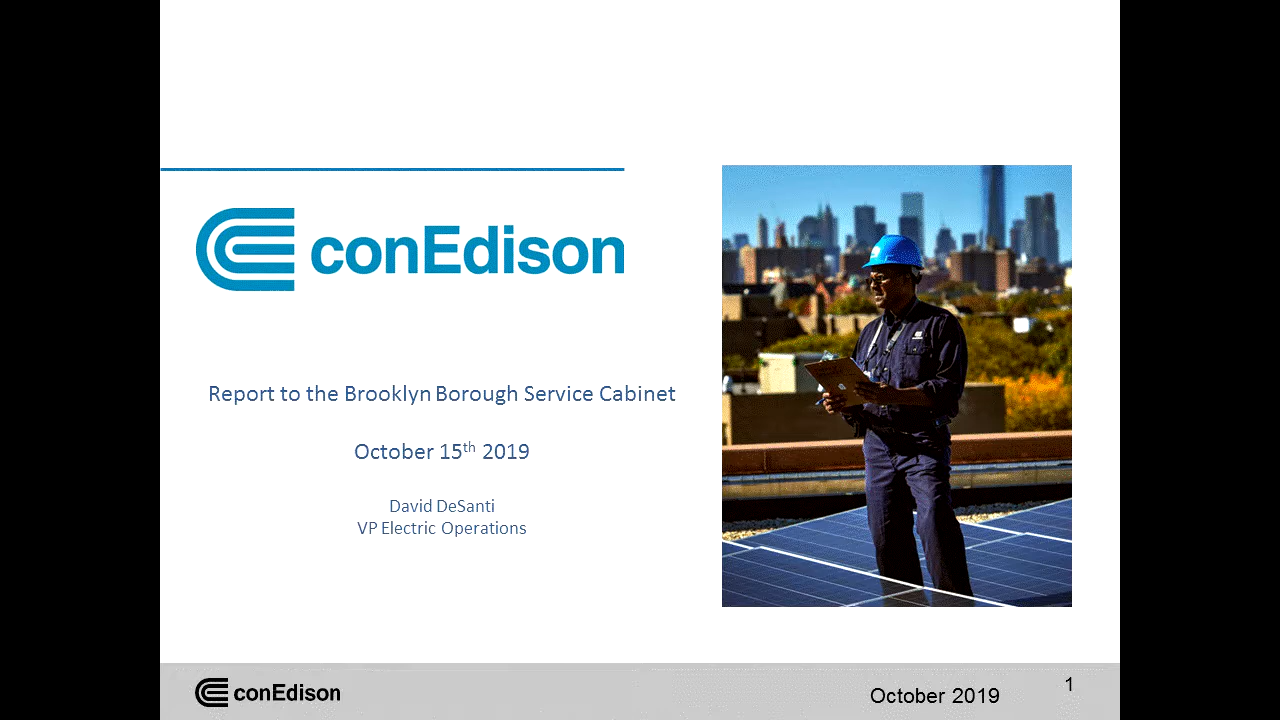 conEdison
Report to the Brooklyn Borough Service Cabinet
October 15th 2019
David DeSanti
VP Electric Operations
conEdison
October 2019
1